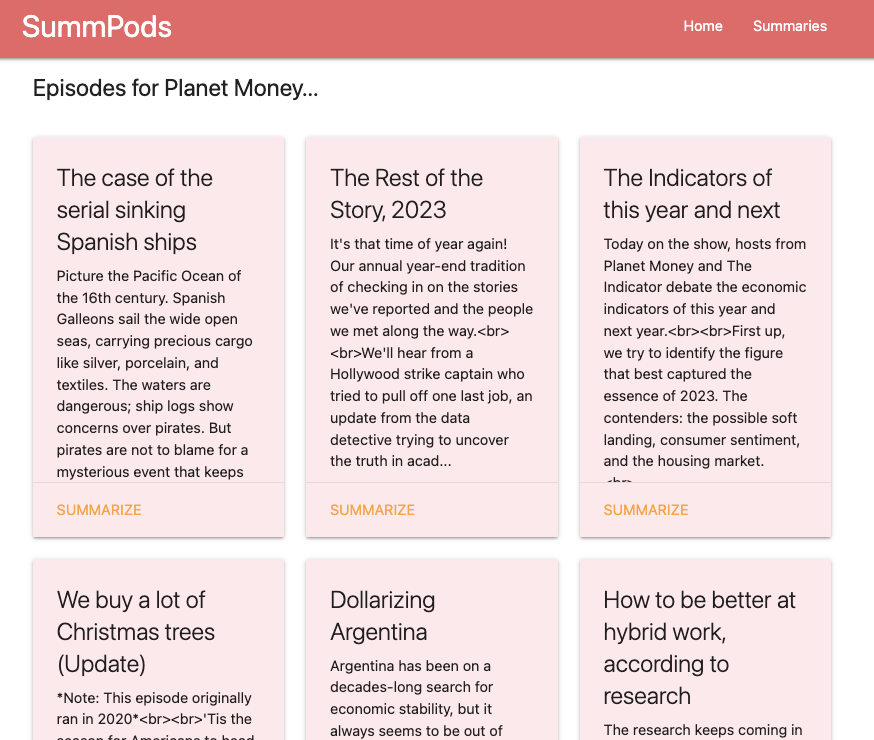 SummPods
Home
Summaries
Episodes for Planet Money...
The case of the
serial sinking
Spanish ships
Picture the Pacific Ocean of
the 16th century. Spanish
Galleons sail the wide open
seas, carrying precious cargo
like silver, porcelain, and
textiles. The waters are
dangerous; ship logs show
concerns over pirates. But
pirates are not to blame for a
mysterious event that keeps
SUMMARIZE
The Rest of the
Story, 2023
It's that time of year again!
Our annual year-end tradition
of checking in on the stories
we've reported and the people
we met along the way.<br>
<br>We'll hear from a
Hollywood strike captain who
tried to pull off one last job, an
update from the data
detective trying to uncover
the truth in acad...
SUMMARIZE
The Indicators of
this year and next
Today on the show, hosts from
Planet Money and The
Indicator debate the economic
indicators of this year and
next year.<br><br>First up,
we try to identify the figure
that best captured the
essence of 2023. The
contenders: the possible soft
landing, consumer sentiment,
and the housing market.
<br>
SUMMARIZE
We buy a lot of
Christmas trees
(Update)
*Note: This episode originally
ran in 2020*<br><br>'Tis the
season for Americans to head
Dollarizing
Argentina
Argentina has been on a
decades-long search for
economic stability, but it
always seems to be out of
How to be better at
hybrid work,
according to
research
The research keeps coming in